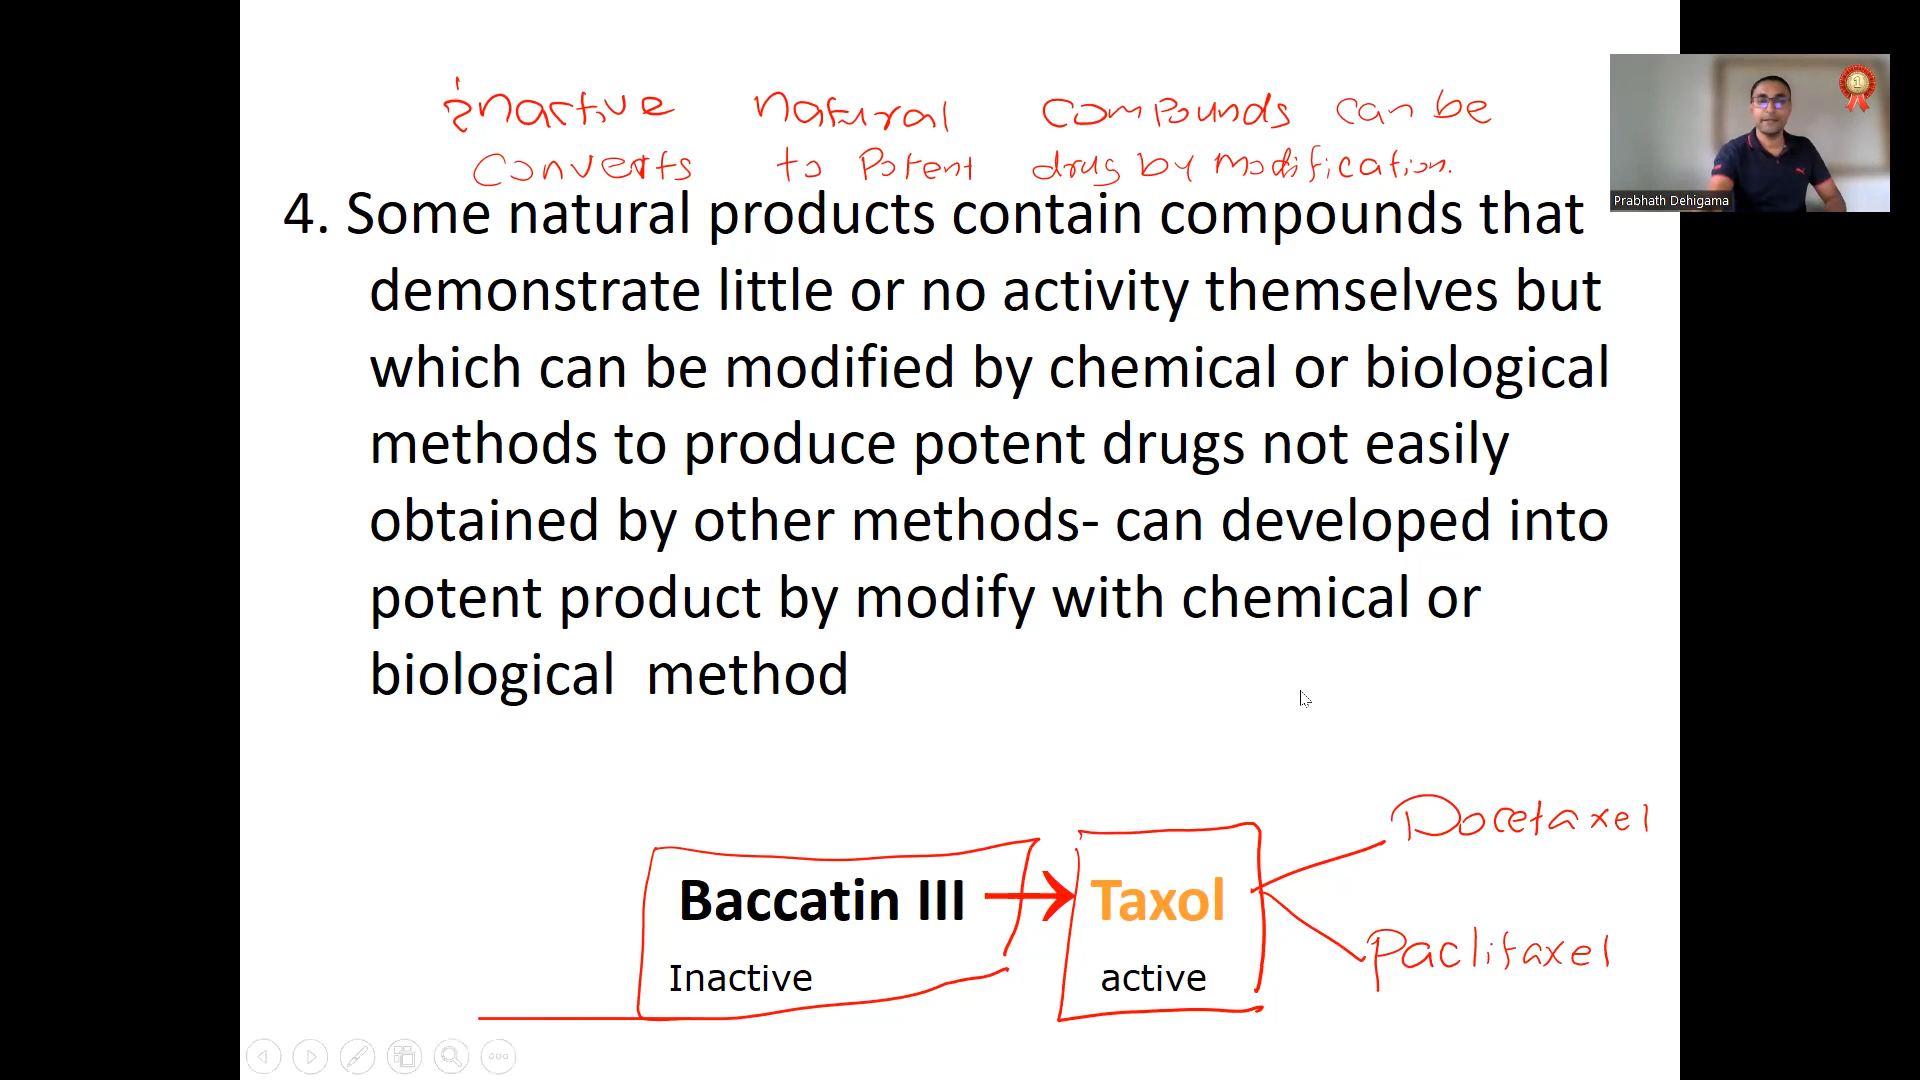 inactive natural compounds can be
converts to potent drug by modification.
4. Some natural products contain compounds that
demonstrate little or no activity themselves but
which can be modified by chemical or biological
methods to produce potent drugs not easily
obtained by other methods- can developed into
potent product by modify with chemical or
biological method
Baccatin III
Inactive
Taxol
active
Docetaxel
Paclitaxel
Prabhath Dehigama
1